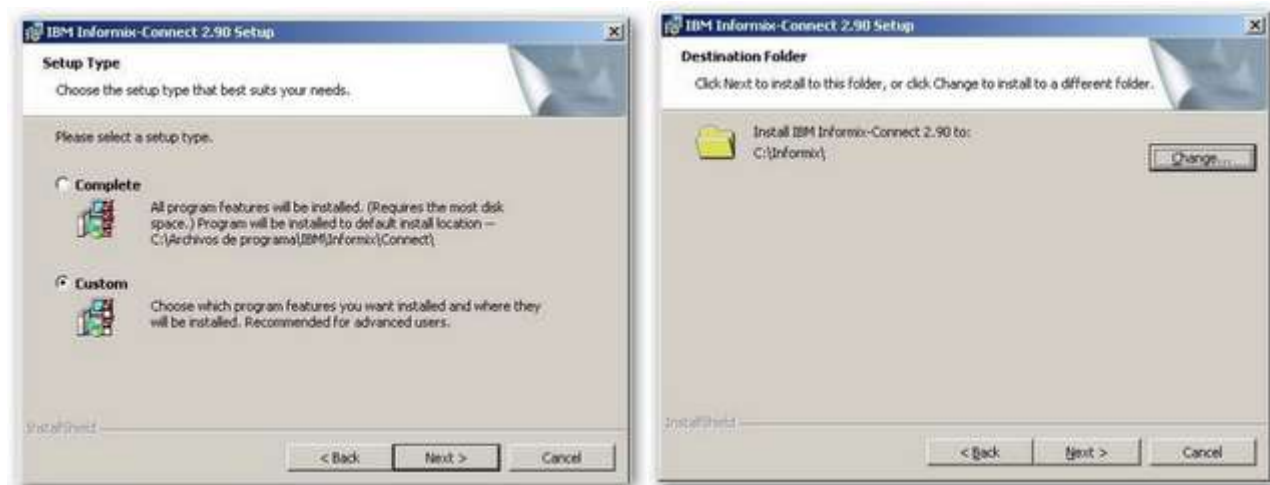 IBM Informix-Connect 2.90 Setup
Setup Type
Choose the setup type that best suits your needs.
Please select a setup type.
Complete
All program features will be installed. (Requires the most disk
space.) Program will be installed to default install location --
C:\Archivos de programa\IBM\Informix\Connect\
Custom
Choose which program features you want installed and where they
will be installed. Recommended for advanced users.
InstallShield
< Back
Next >
Cancel
IBM Informix-Connect 2.90 Setup
Destination Folder
Click Next to install to this folder, or click Change to install to a different folder.
Install IBM Informix-Connect 2.90 to:
C:\Informix\
Change...
InstallShield
< Back
Next >
Cancel